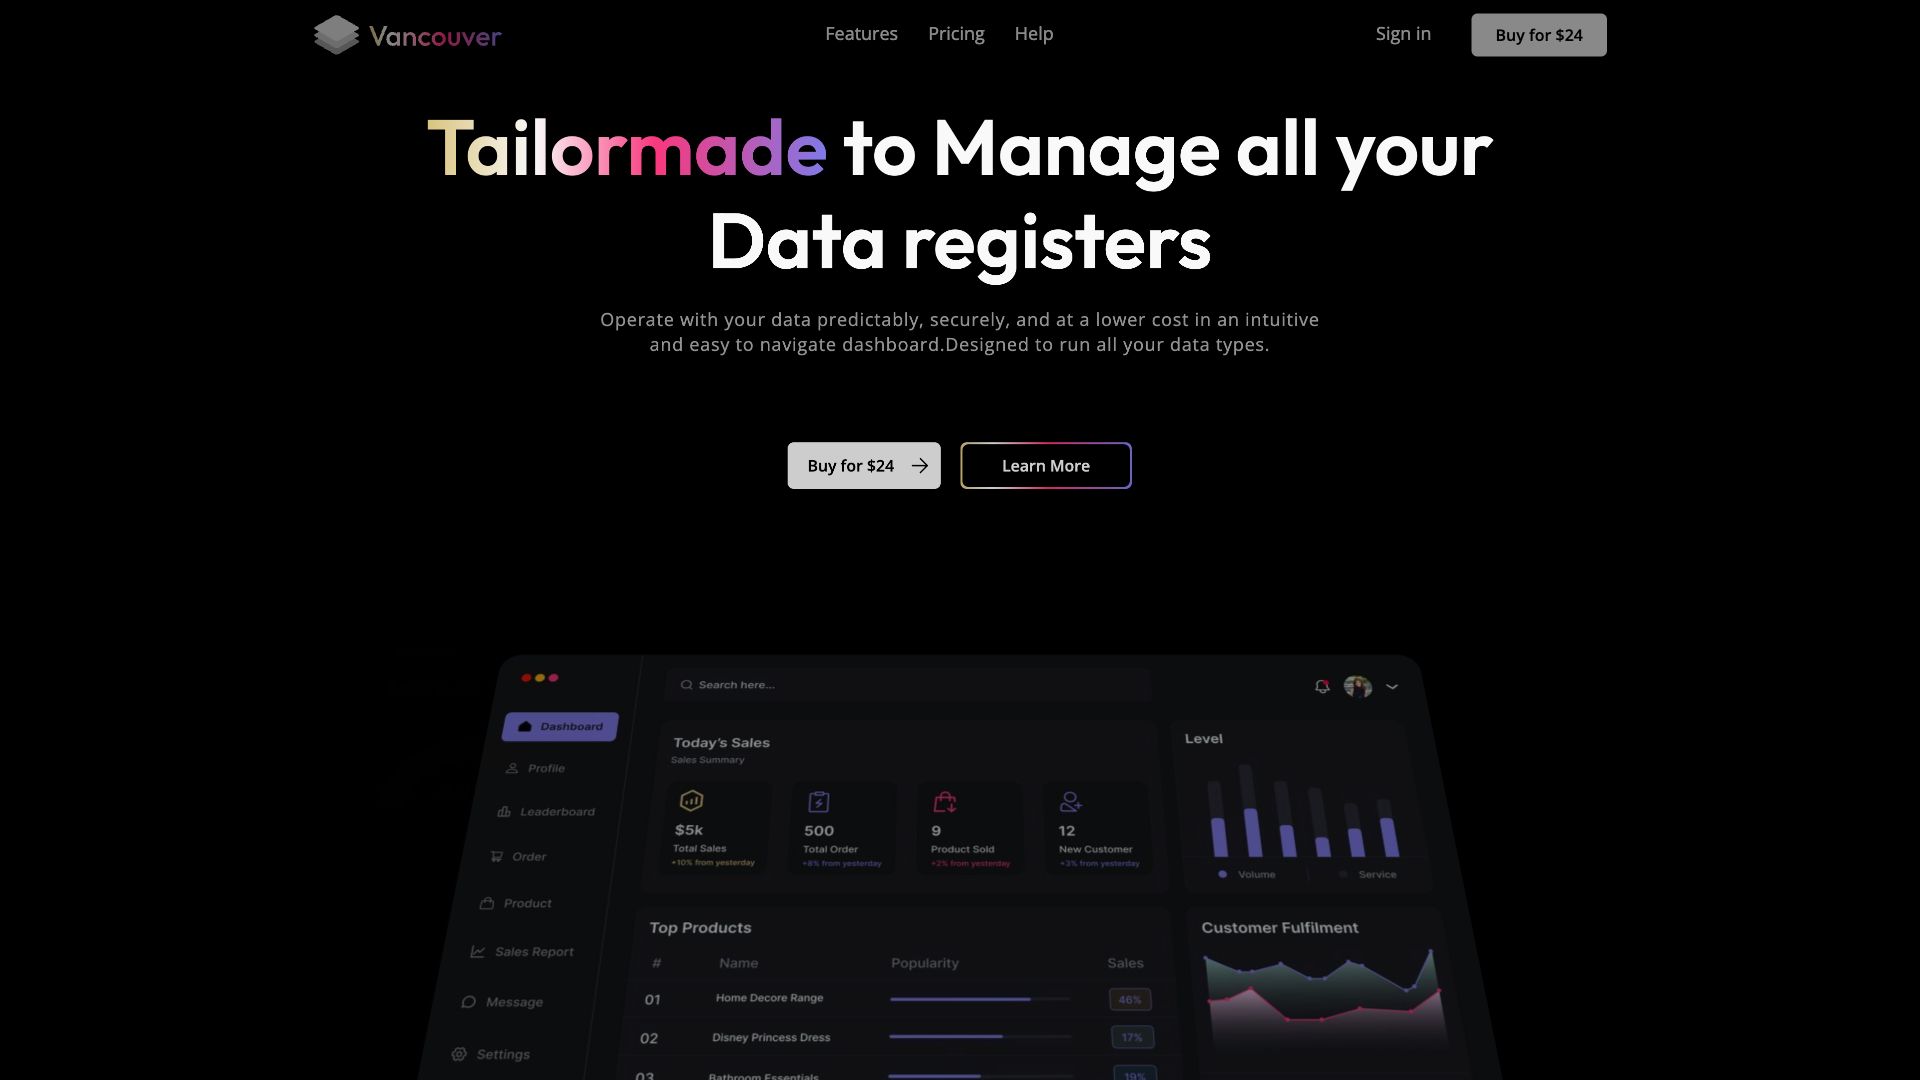 Vancouver
Features
Pricing
Help
Sign in
Buy for $24
Tailormade to Manage all your
Data registers
Operate with your data predictably, securely, and at a lower cost in an intuitive
and easy to navigate dashboard.Designed to run all your data types.
Buy for $24
Learn More
Search here...
Dashboard
Profile
Leaderboard
Order
Product
Sales Report
Message
Settings
Today's Sales
Sales Summary
$5k
Total Sales
+10% from yesterday
500
Total Order
+8% from yesterday
9
Product Sold
+2% from yesterday
12
New Customer
+3% from yesterday
Level
Volume
Service
Top Products
# Name Popularity Sales
01 Home Decore Range 46%
02 Disney Princess Dress 17%
03 Bathroom Essentials 19%
Customer Fulfilment